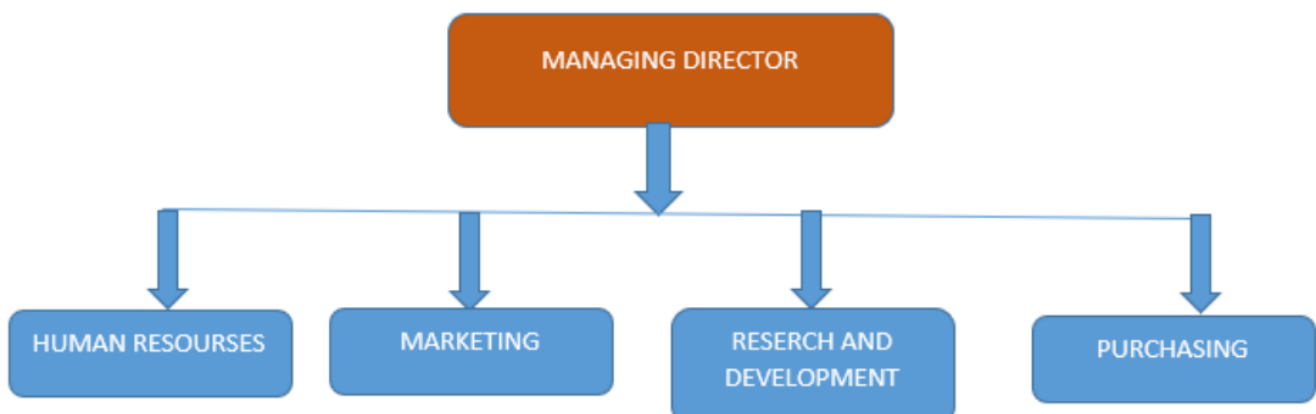 MANAGING DIRECTOR
HUMAN RESOURSES
MARKETING
RESERCH AND
DEVELOPMENT
PURCHASING